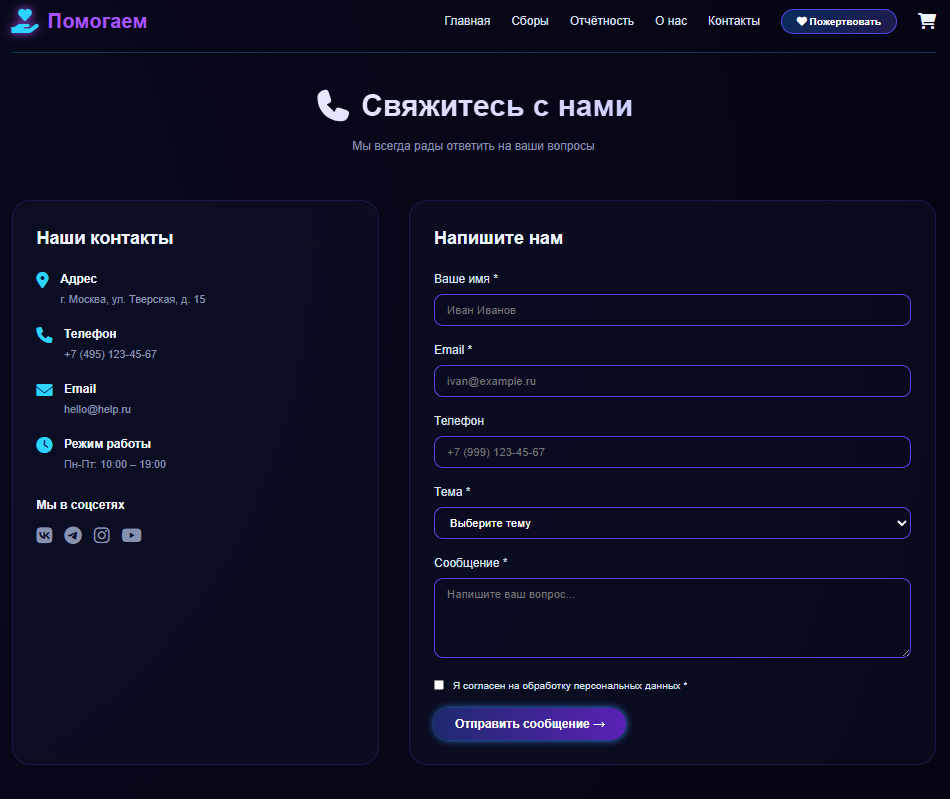 Помогаем
Главная Сборы Отчётность О нас Контакты Пожертвовать
Свяжитесь с нами
Мы всегда рады ответить на ваши вопросы
Наши контакты
Адрес
г. Москва, ул. Тверская, д. 15
Телефон
+7 (495) 123-45-67
Email
hello@help.ru
Режим работы
Пн-Пт: 10:00 – 19:00
Мы в соцсетях
Напишите нам
Ваше имя *
Иван Иванов
Email *
ivan@example.ru
Телефон
+7 (999) 123-45-67
Тема *
Выберите тему
Сообщение *
Напишите ваш вопрос...
Я согласен на обработку персональных данных *
Отправить сообщение →